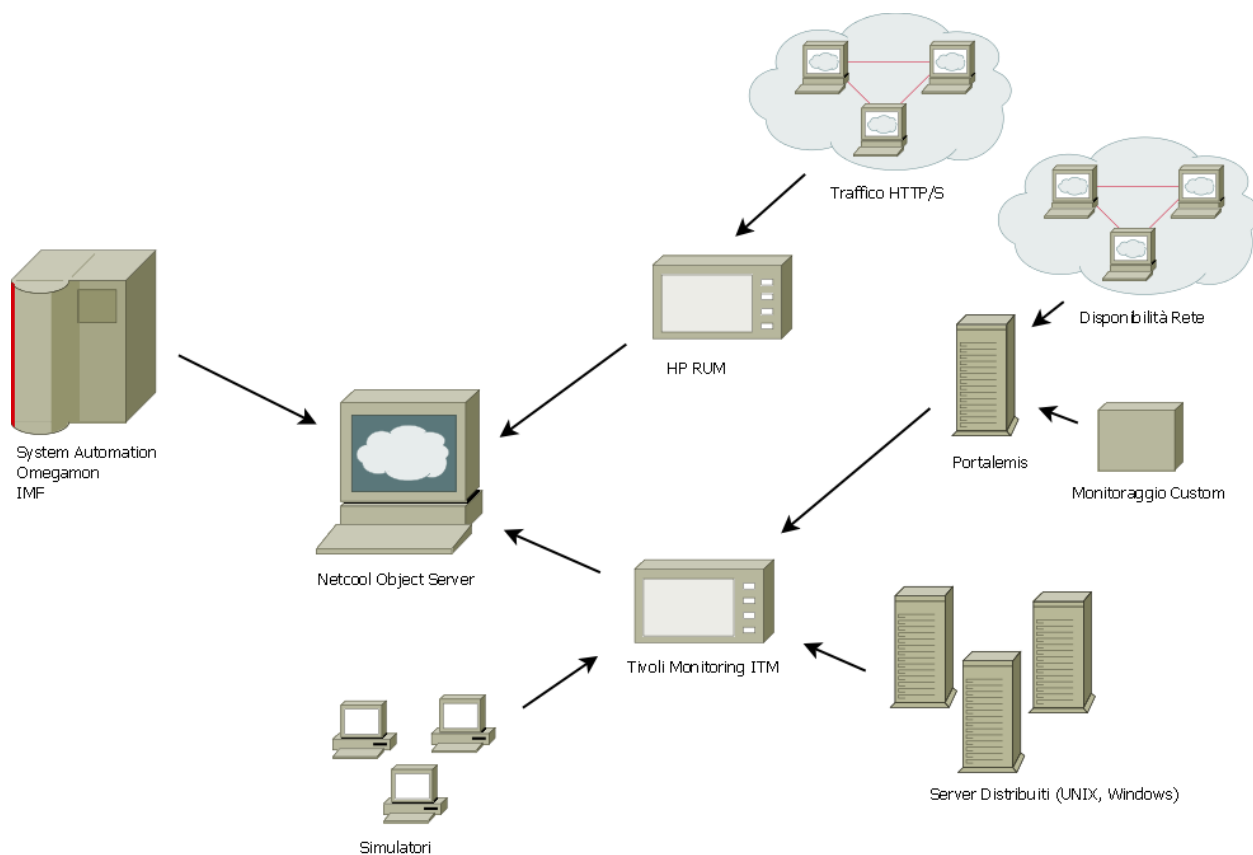 Traffico HTTP/S
Disponibilità Rete
HP RUM
System Automation
Omegamon
IMF
Portalemis
Monitoraggio Custom
Netcool Object Server
Tivoli Monitoring ITM
Server Distribuiti (UNIX, Windows)
Simulatori